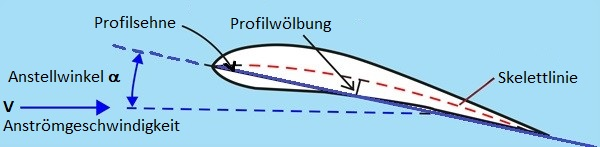 Profilsehne
Profilwölbung
Anstellwinkel α
Skelettlinie
V
Anströmgeschwindigkeit